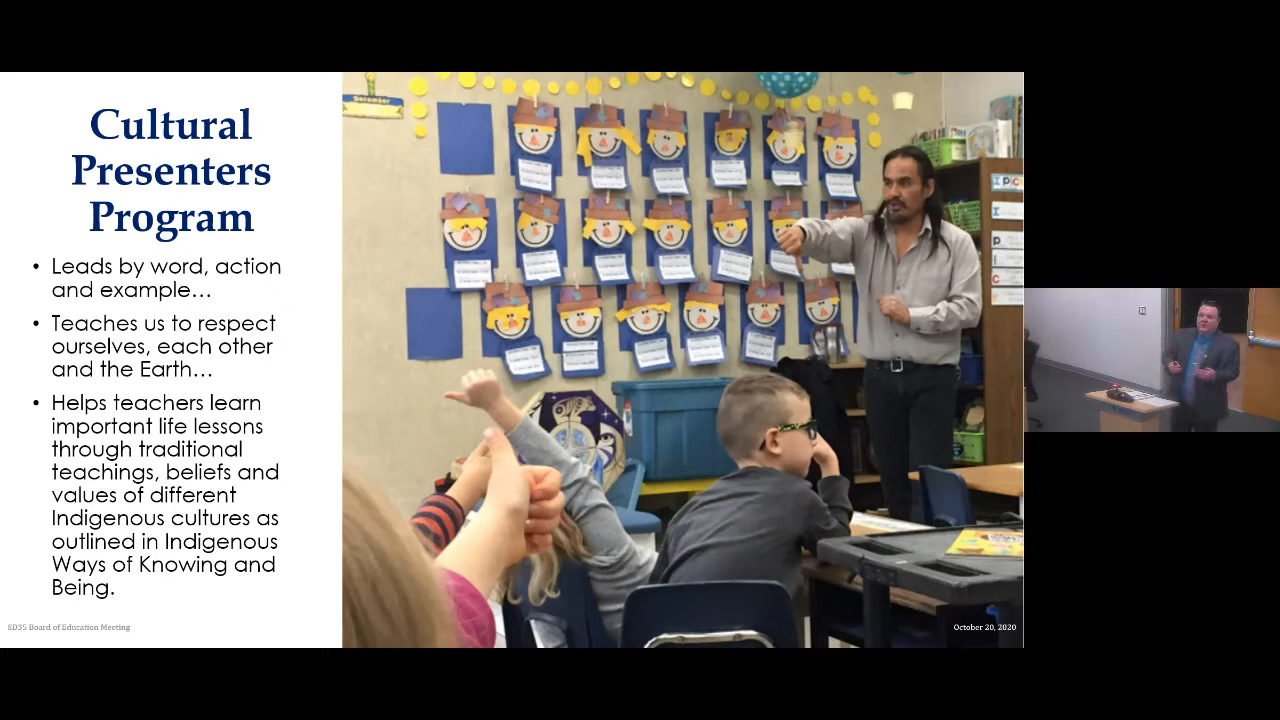 Cultural
Presenters
Program
• Leads by word, action
and example…
• Teaches us to respect
ourselves, each other
and the Earth…
• Helps teachers learn
important life lessons
through traditional
teachings, beliefs and
values of different
Indigenous cultures as
outlined in Indigenous
Ways of Knowing and
Being.
December
SD35 Board of Education Meeting
October 20, 2020